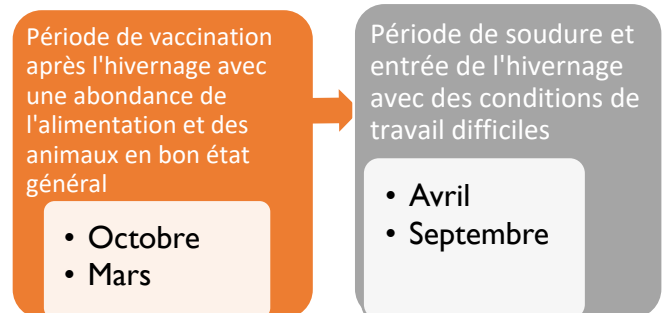 Période de vaccination
après l'hivernage avec
une abondance de
l'alimentation et des
animaux en bon état
général
• Octobre
• Mars
Période de soudure et
entrée de l'hivernage
avec des conditions de
travail difficiles
• Avril
• Septembre